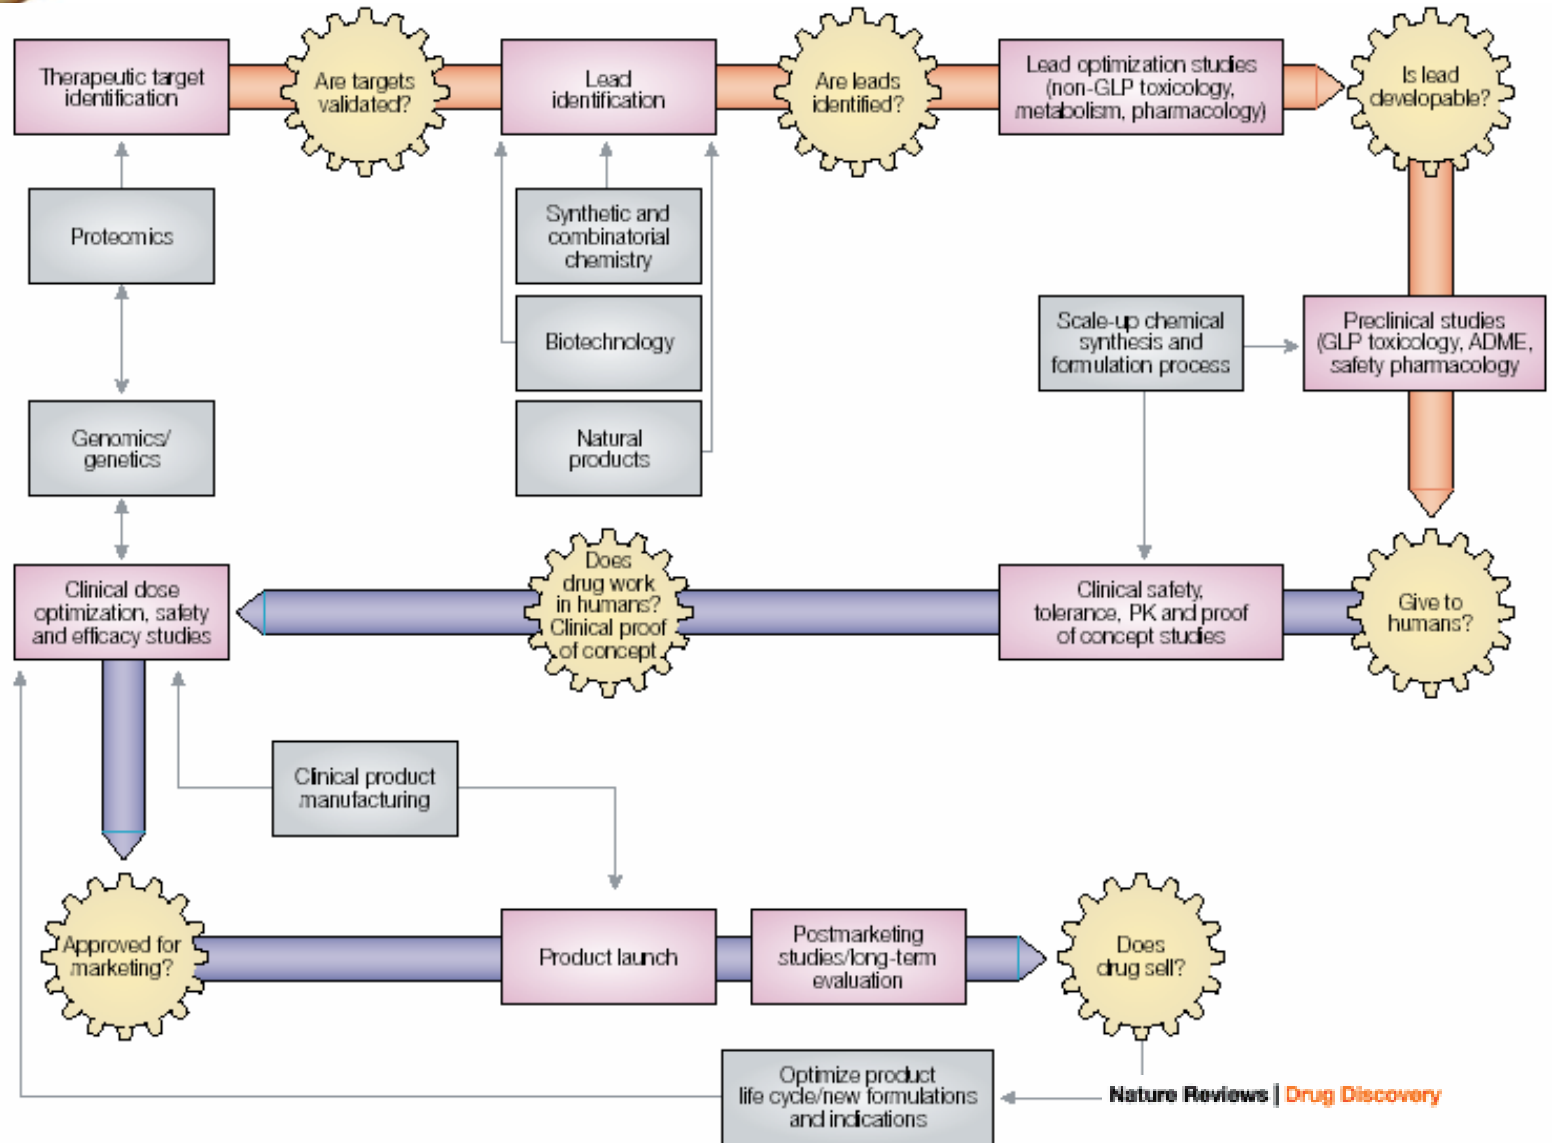 Therapeutic target
identification
Are targets
validated?
Lead
identification
Are leads
identified?
Lead optimization studies
(non-GLP toxicology,
metabolism, pharmacology)
Is lead
developable?
Proteomics
Synthetic and
combinatorial
chemistry
Biotechnology
Scale-up chemical
synthesis and
formulation process
Preclinical studies
(GLP toxicology, ADME,
safety pharmacology
Genomics/
genetics
Natural
products
Clinical dose
optimization, safety
and efficacy studies
Does
drug work
in humans?
Clinical proof
of concept
Clinical safety,
tolerance, PK and proof
of concept studies
Give to
humans?
Clinical product
manufacturing
Approved for
marketing?
Product launch
Postmarketing
studies/long-term
evaluation
Does
drug sell?
Optimize product
life cycle/new formulations
and indications
Nature Reviews | Drug Discovery